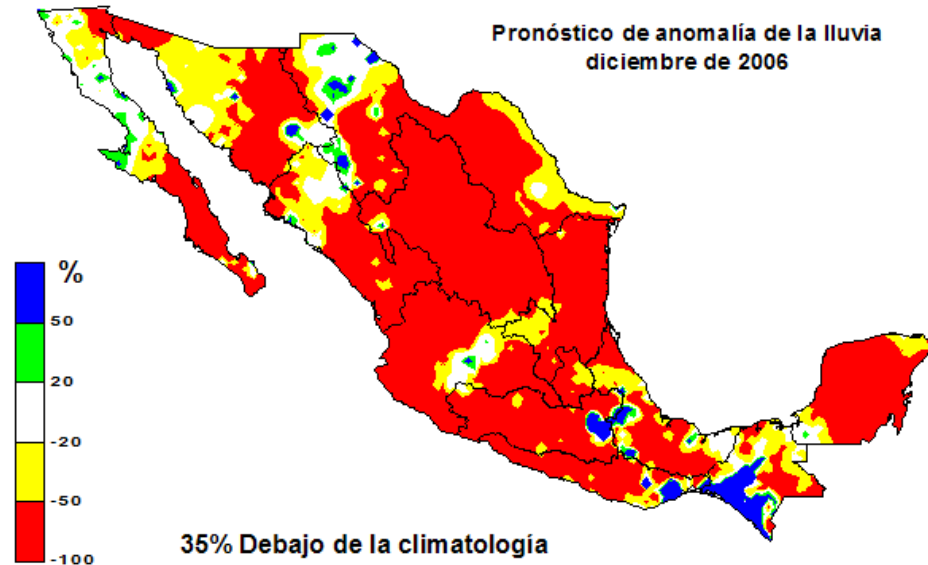 Pronóstico de anomalía de la lluvia
diciembre de 2006
%
50
20
-20
-50
-100
35% Debajo de la climatología